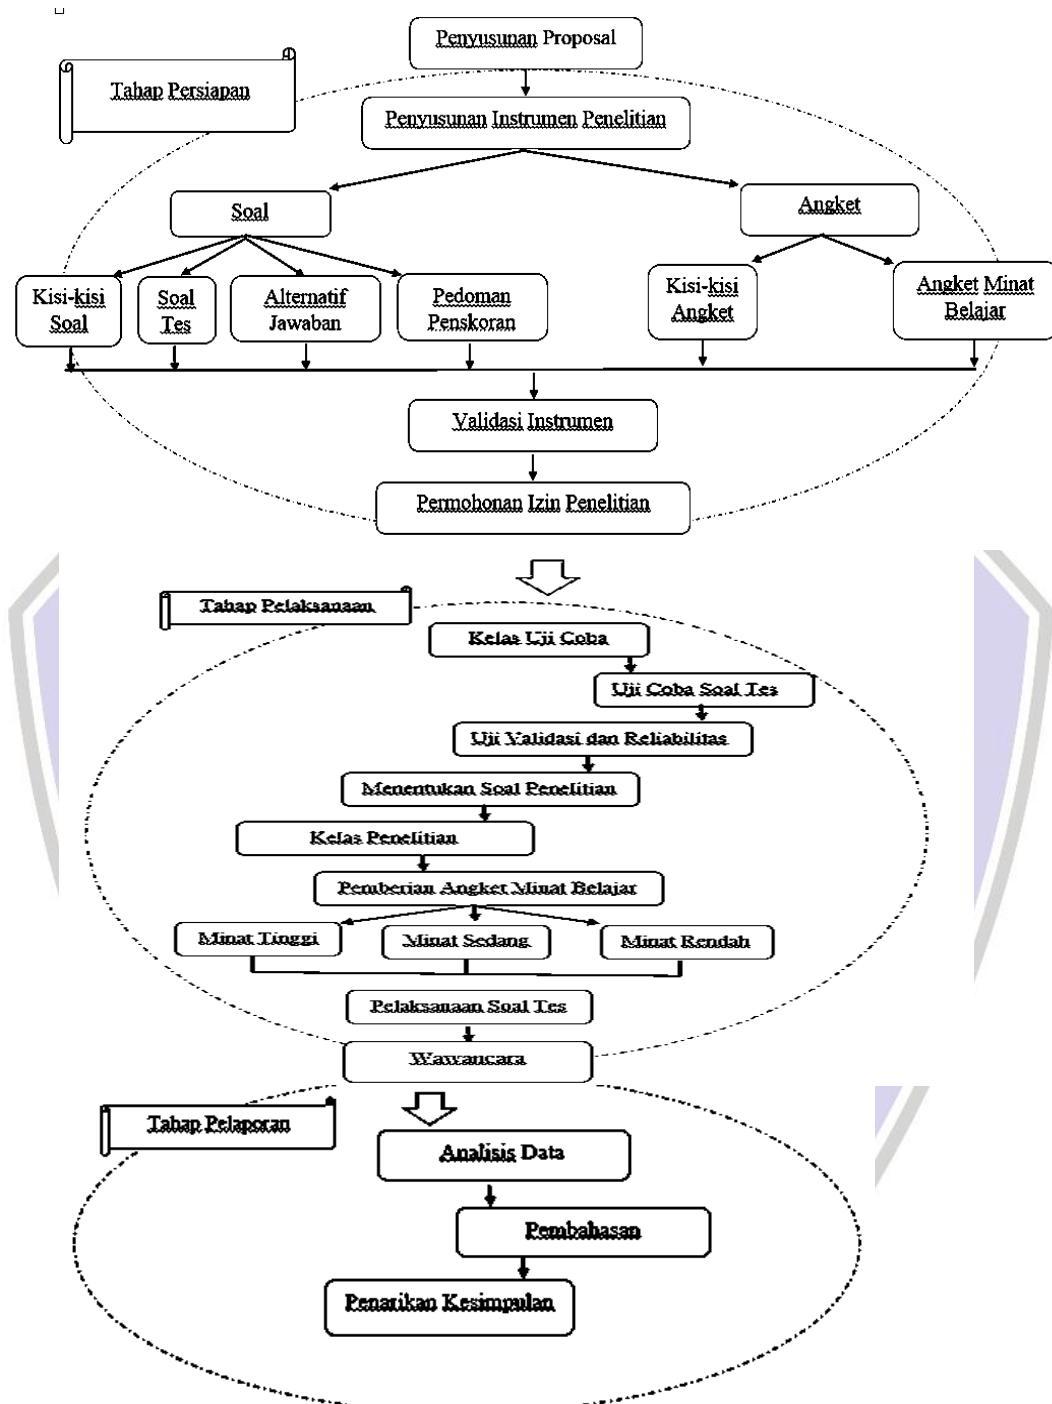 Penyusunan Proposal
Tahap Persiapan
Penyusunan Instrumen Penelitian
Soal
Angket
Kisi-kisi
Soal
Soal
Tes
Alternatif
Jawaban
Pedoman
Penskoran
Kisi-kisi
Angket
Angket Minat
Belajar
Validasi Instrumen
Permohonan Izin Penelitian
Tahap Pelaksanaan
Kelas Uji Coba
Uji Coba Soal Tes
Uji Validasi dan Reliabilitas
Menentukan Soal Penelitian
Kelas Penelitian
Pemberian Angket Minat Belajar
Minat Tinggi
Minat Sedang
Minat Rendah
Pelaksanaan Soal Tes
Wawancara
Tahap Pelaporan
Analisis Data
Pembahasan
Penarikan Kesimpulan